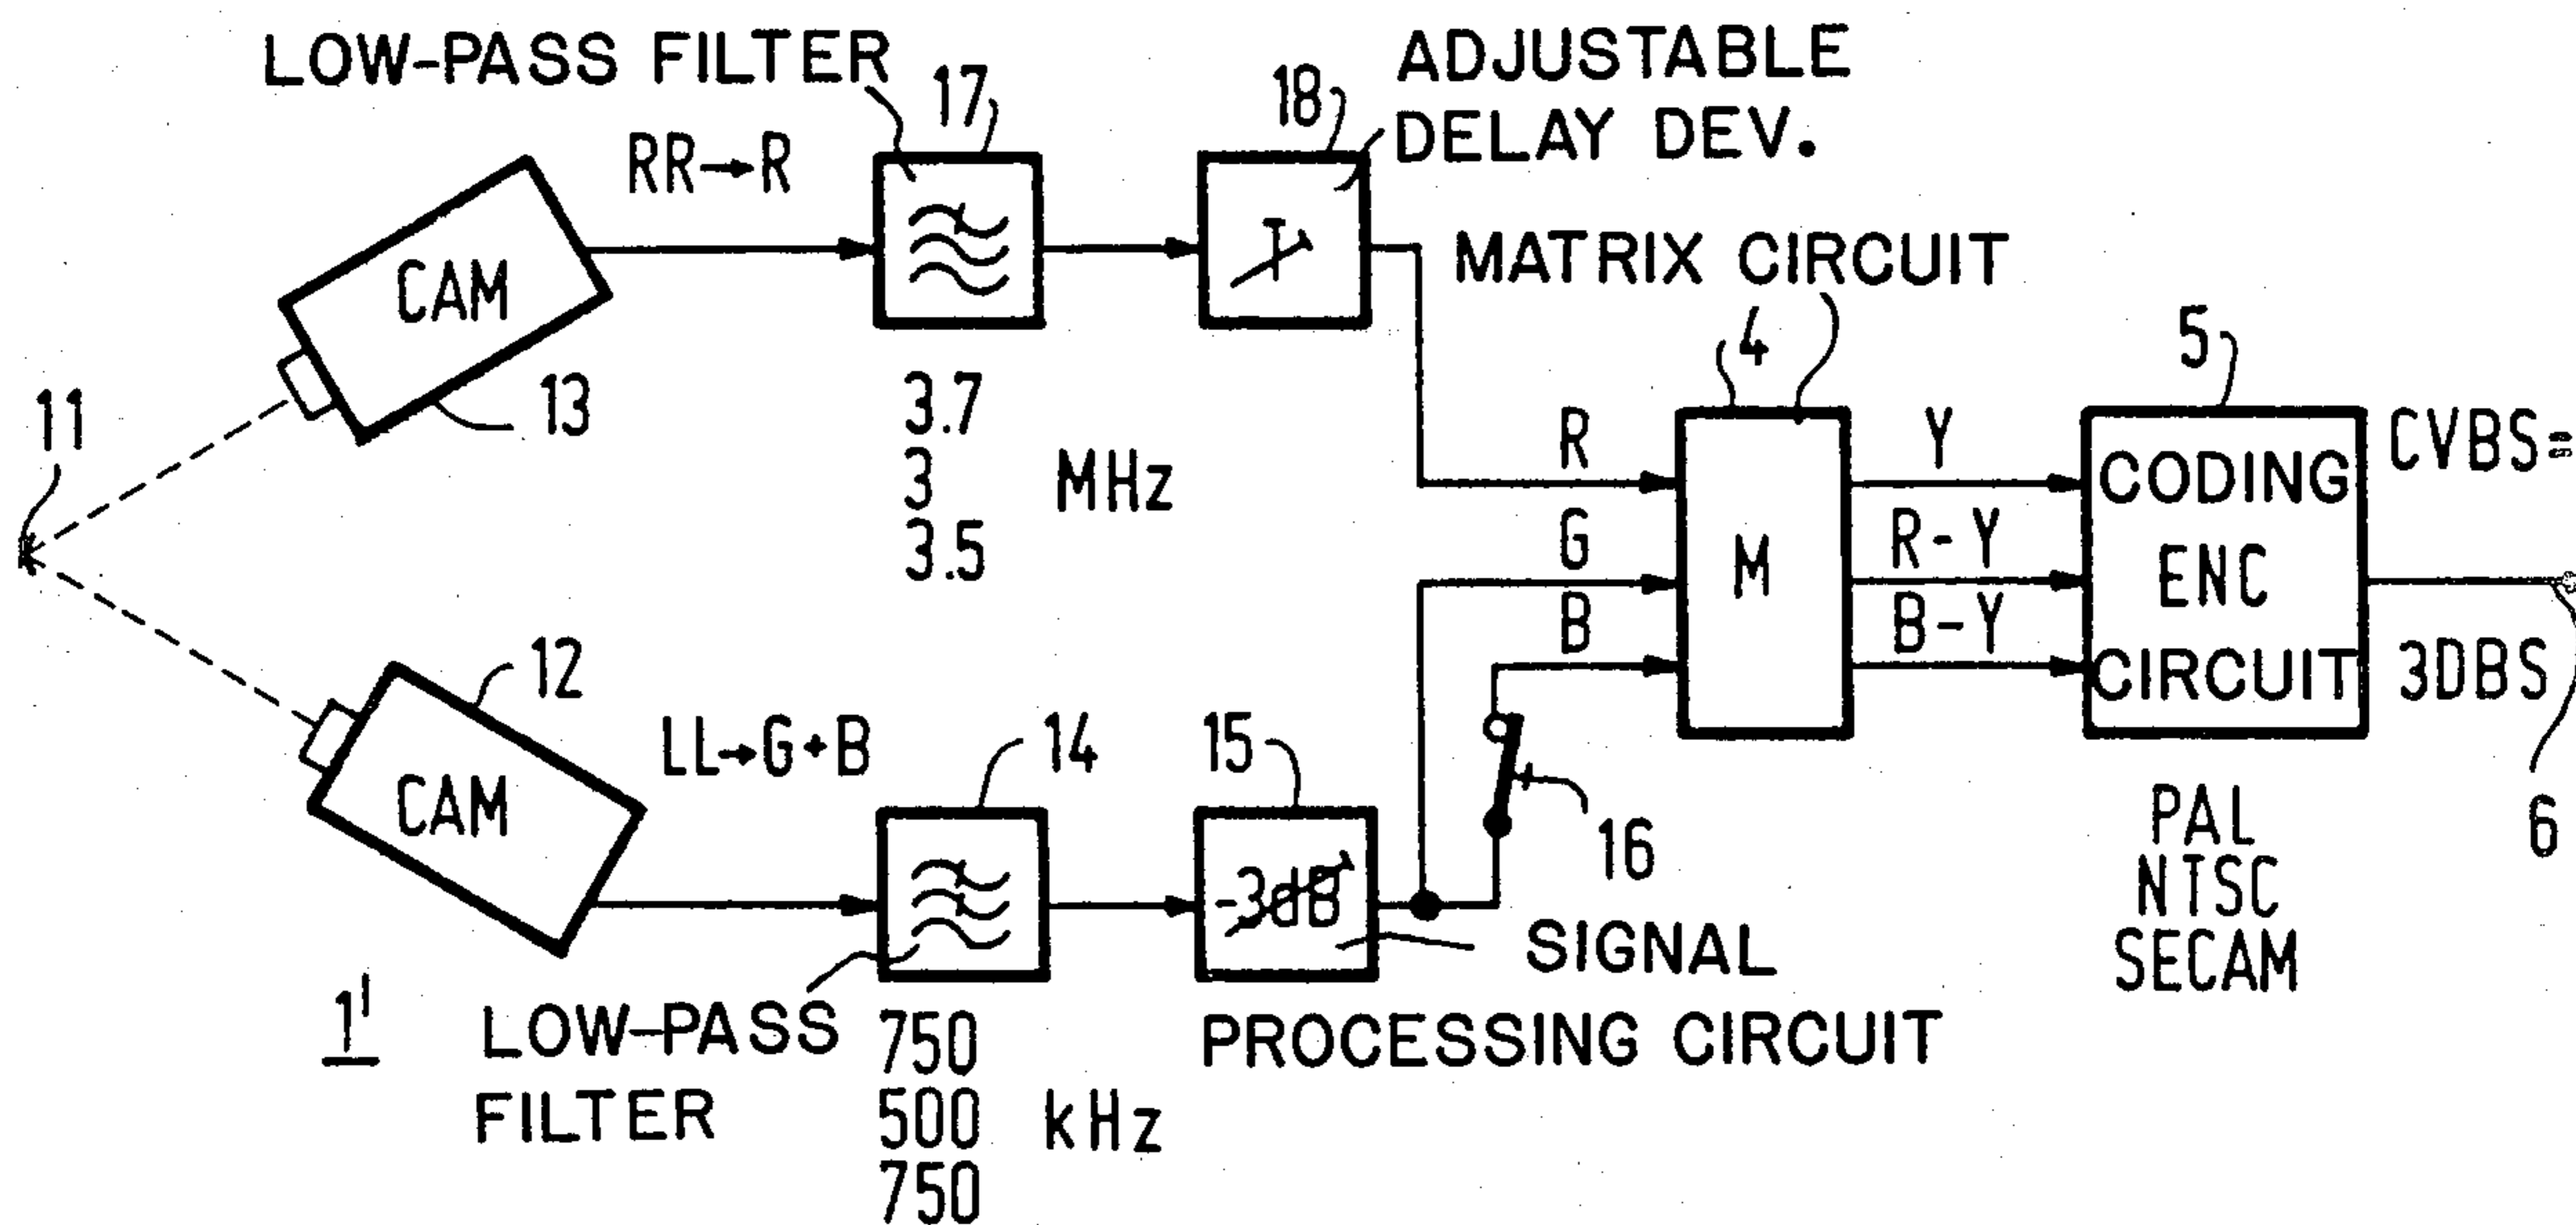 LOW-PASS FILTER
17
18
ADJUSTABLE
DELAY DEV.
RR→R
CAM
13
11
3.7
3 MHz
3.5
MATRIX CIRCUIT
4
5
R
G
B
M
Y
R-Y
B-Y
CODING
ENC
CIRCUIT
CVBS=
3DBS
6
PAL
NTSC
SECAM
12
CAM
LL→G+B
14
15
-3dB
16
SIGNAL
PROCESSING CIRCUIT
1'
LOW-PASS
FILTER
750
500 kHz
750